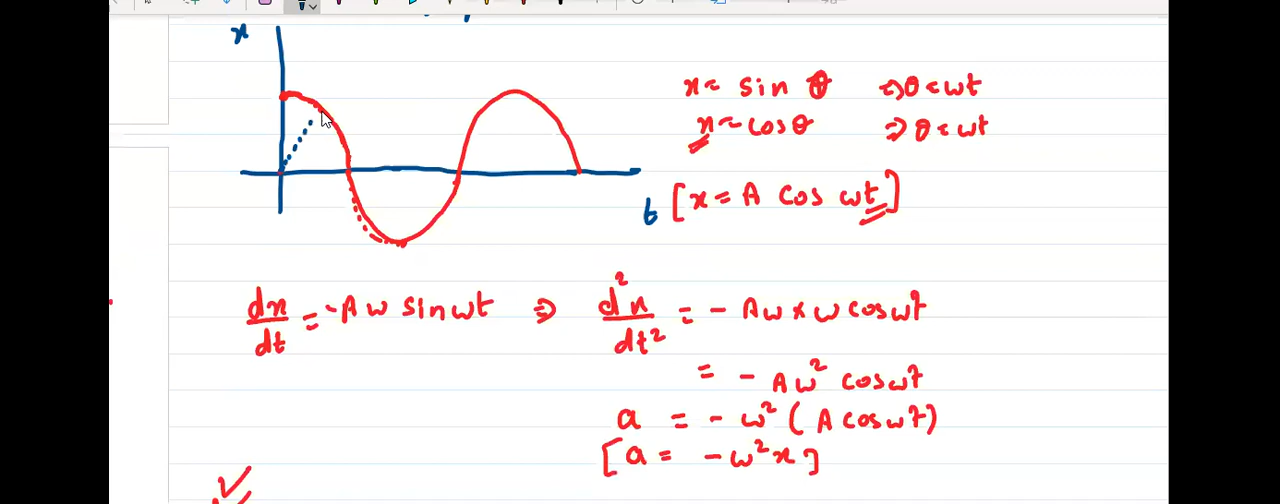 x
x = sin θ ⇒ θ = ωt
x = cos θ ⇒ θ = ωt
[x = A cos ωt]
t
dx/dt = -Aω sin ωt ⇒ d²x/dt² = - Aω × ω cos ωt
= - Aω² cos ωt
a = - ω² (A cos ωt)
[a = - ω²x]